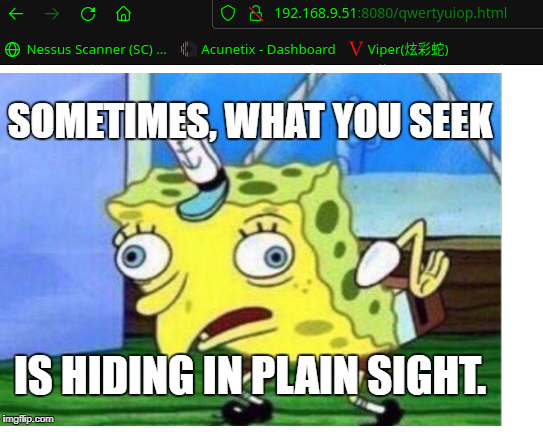 192.168.9.51:8080/qwertyuiop.html
Nessus Scanner (SC) ... Acunetix - Dashboard Viper(炫彩蛇)
SOMETIMES, WHAT YOU SEEK
IS HIDING IN PLAIN SIGHT.
imgflip.com